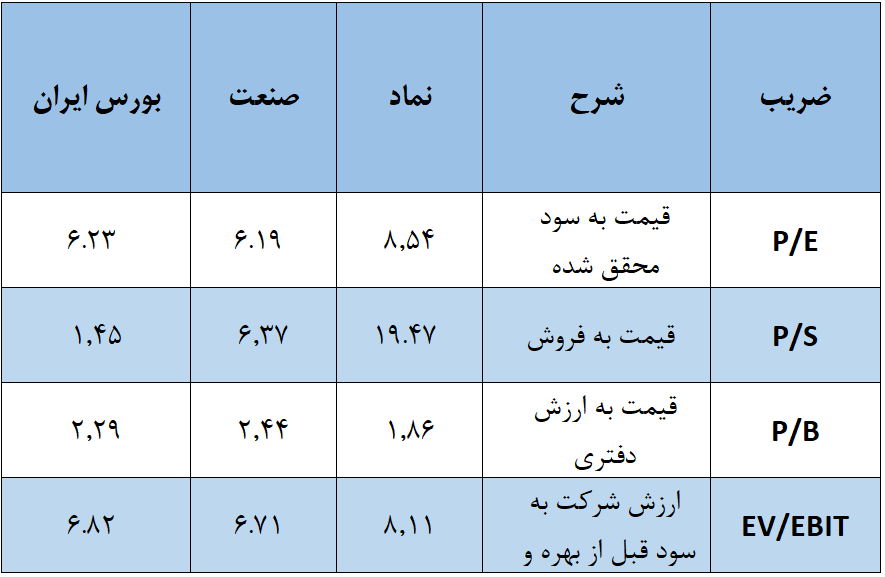 ضریب شرح نماد صنعت بورس ایران
P/E قیمت به سود محقق شده ۸,۵۴ ۶.۱۹ ۶.۲۳
P/S قیمت به فروش ۱۹.۴۷ ۶,۳۷ ۱,۴۵
P/B قیمت به ارزش دفتری ۱,۸۶ ۲,۴۴ ۲,۲۹
EV/EBIT ارزش شرکت به سود قبل از بهره و ۸,۱۱ ۶.۷۱ ۶.۸۲